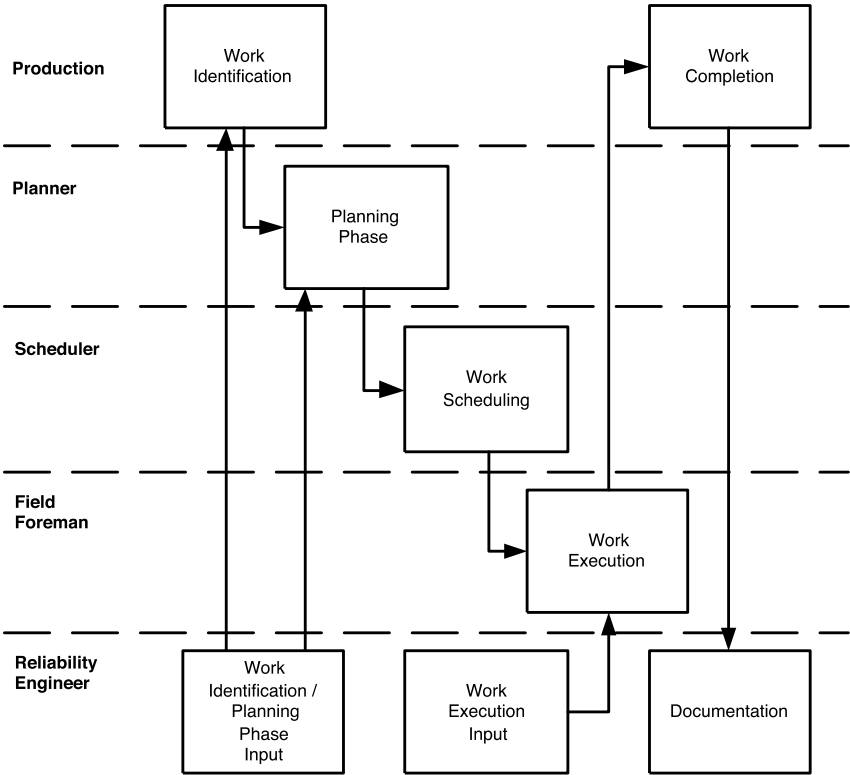 Production
Work
Identification
Work
Completion
Planner
Planning
Phase
Scheduler
Work
Scheduling
Field
Foreman
Work
Execution
Reliability
Engineer
Work
Identification /
Planning
Phase
Input
Work
Execution
Input
Documentation